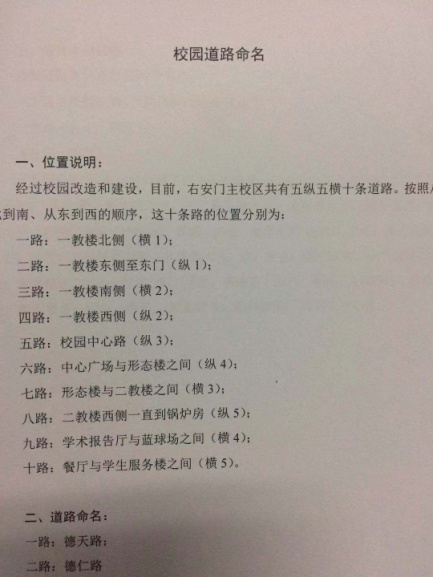 校园道路命名
一、位置说明：
经过校园改造和建设，目前，右安门主校区共有五纵五横十条道路。按照
到南、从东到西的顺序，这十条路的位置分别为：
一路：一教楼北侧（横1）；
二路：一教楼东侧至东门（纵1）；
三路：一教楼南侧（横2）；
四路：一教楼西侧（纵2）；
五路：校园中心路（纵3）；
六路：中心广场与形态楼之间（纵4）；
七路：形态楼与二教楼之间（横3）；
八路：二教楼西侧一直到锅炉房（纵5）；
九路：学术报告厅与蓝球场之间（横4）；
十路：餐厅与学生服务楼之间（横5）。
二、道路命名：
一路：德天路；
二路：德仁路